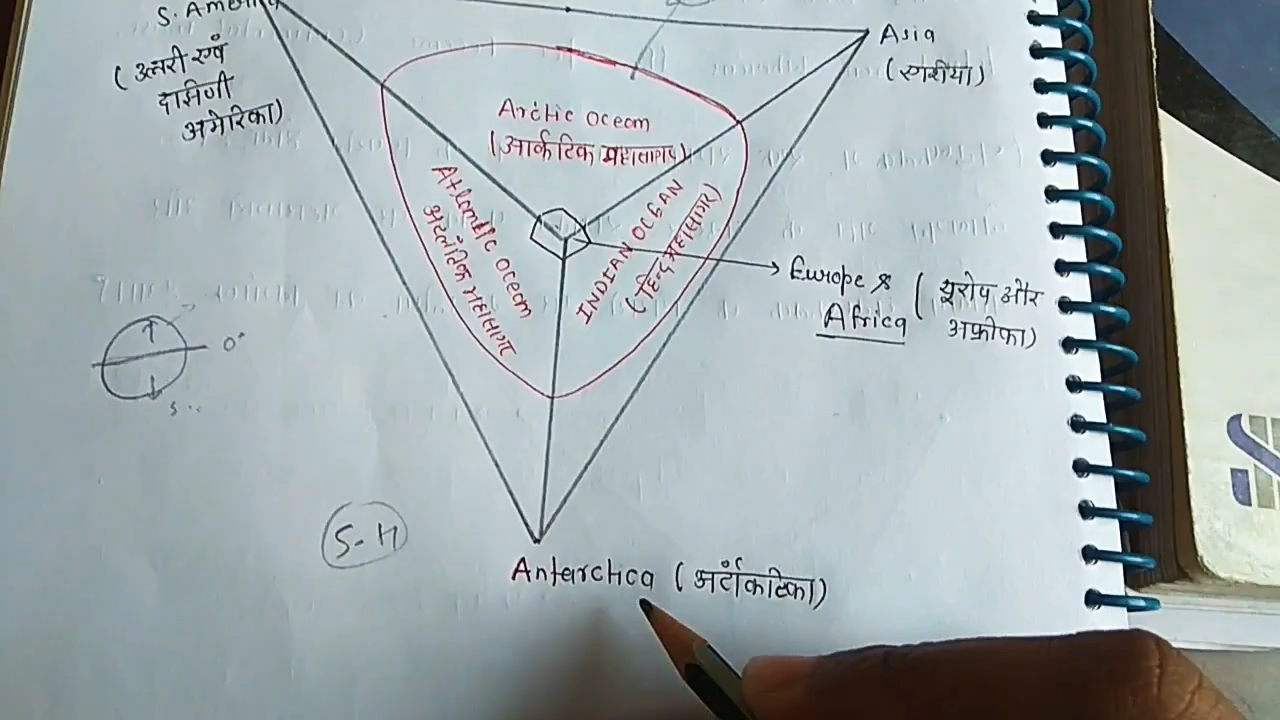 S. America
(उत्तरी एवं
दक्षिणी
अमेरिका)
Asia
(एशिया)
Arctic Ocean
(आर्कटिक महासागर)
Atlantic Ocean
अटलांटिक महासागर
INDIAN OCEAN
(हिन्द महासागर)
Europe &
Africa
(यूरोप और
अफ्रीका)
0°
S..
S-H
Antarctica (अंटार्कटिका)